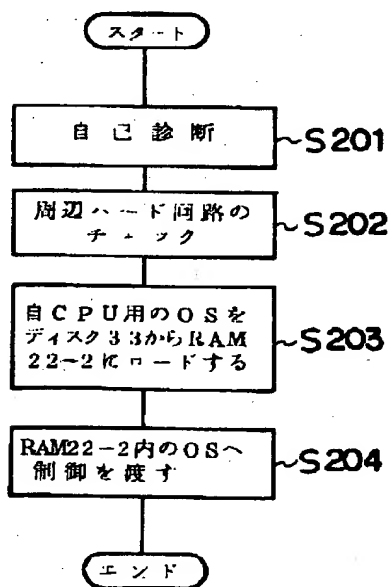 スタート
自己診断
~S201
周辺ハード回路の
チェック
~S202
自CPU用のOSを
ディスク33からRAM
22-2にロードする
~S203
RAM22-2内のOSへ
制御を渡す
~S204
エンド